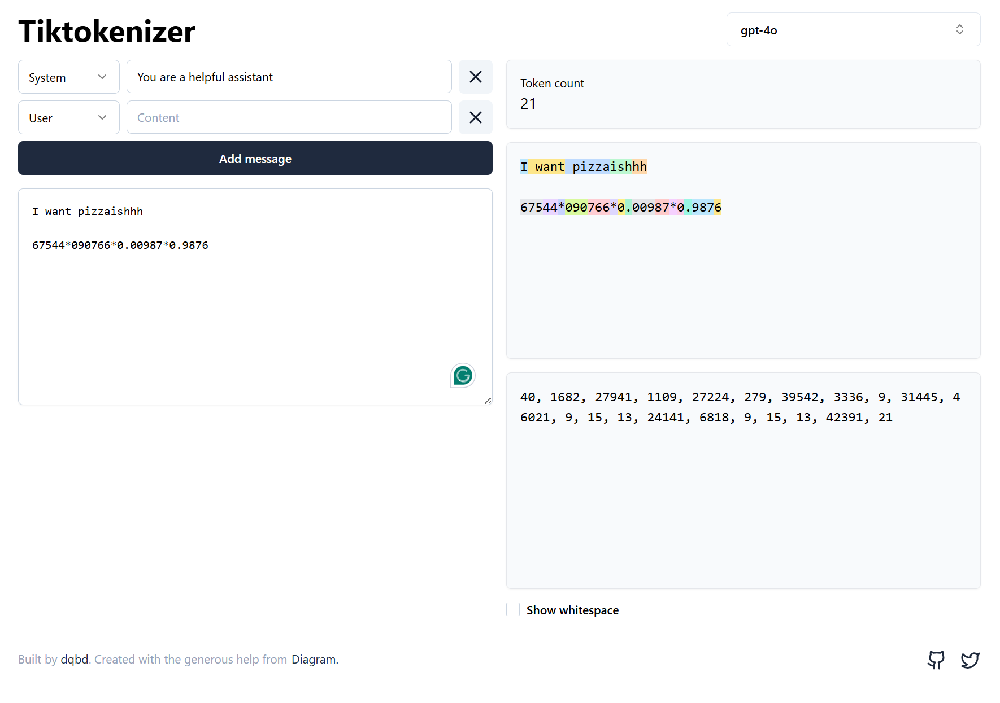 Tiktokenizer
gpt-4o
System
You are a helpful assistant
User
Content
Add message
I want pizzaishhh
67544*090766*0.00987*0.9876
Token count
21
I want pizzaishhh
67544*090766*0.00987*0.9876
40, 1682, 27941, 1109, 27224, 279, 39542, 3336, 9, 31445, 4
6021, 9, 15, 13, 24141, 6818, 9, 15, 13, 42391, 21
Show whitespace
Built by dqbd. Created with the generous help from Diagram.